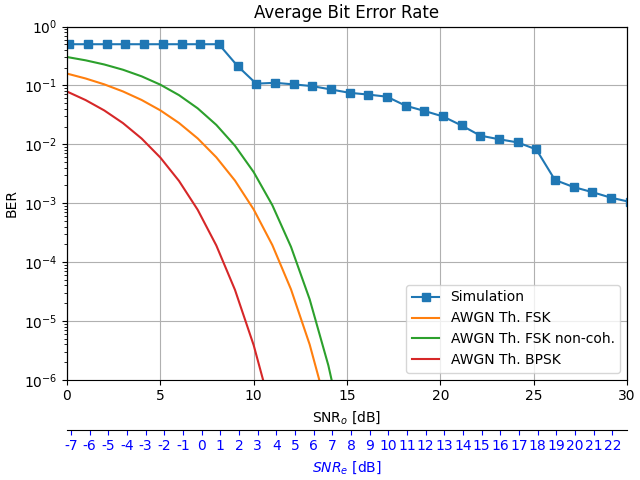 Average Bit Error Rate
10^0
10^-1
10^-2
10^-3
10^-4
10^-5
10^-6
BER
Simulation
AWGN Th. FSK
AWGN Th. FSK non-coh.
AWGN Th. BPSK
0 5 10 15 20 25 30
SNR_o [dB]
-7 -6 -5 -4 -3 -2 -1 0 1 2 3 4 5 6 7 8 9 10 11 12 13 14 15 16 17 18 19 20 21 22
SNR_e [dB]